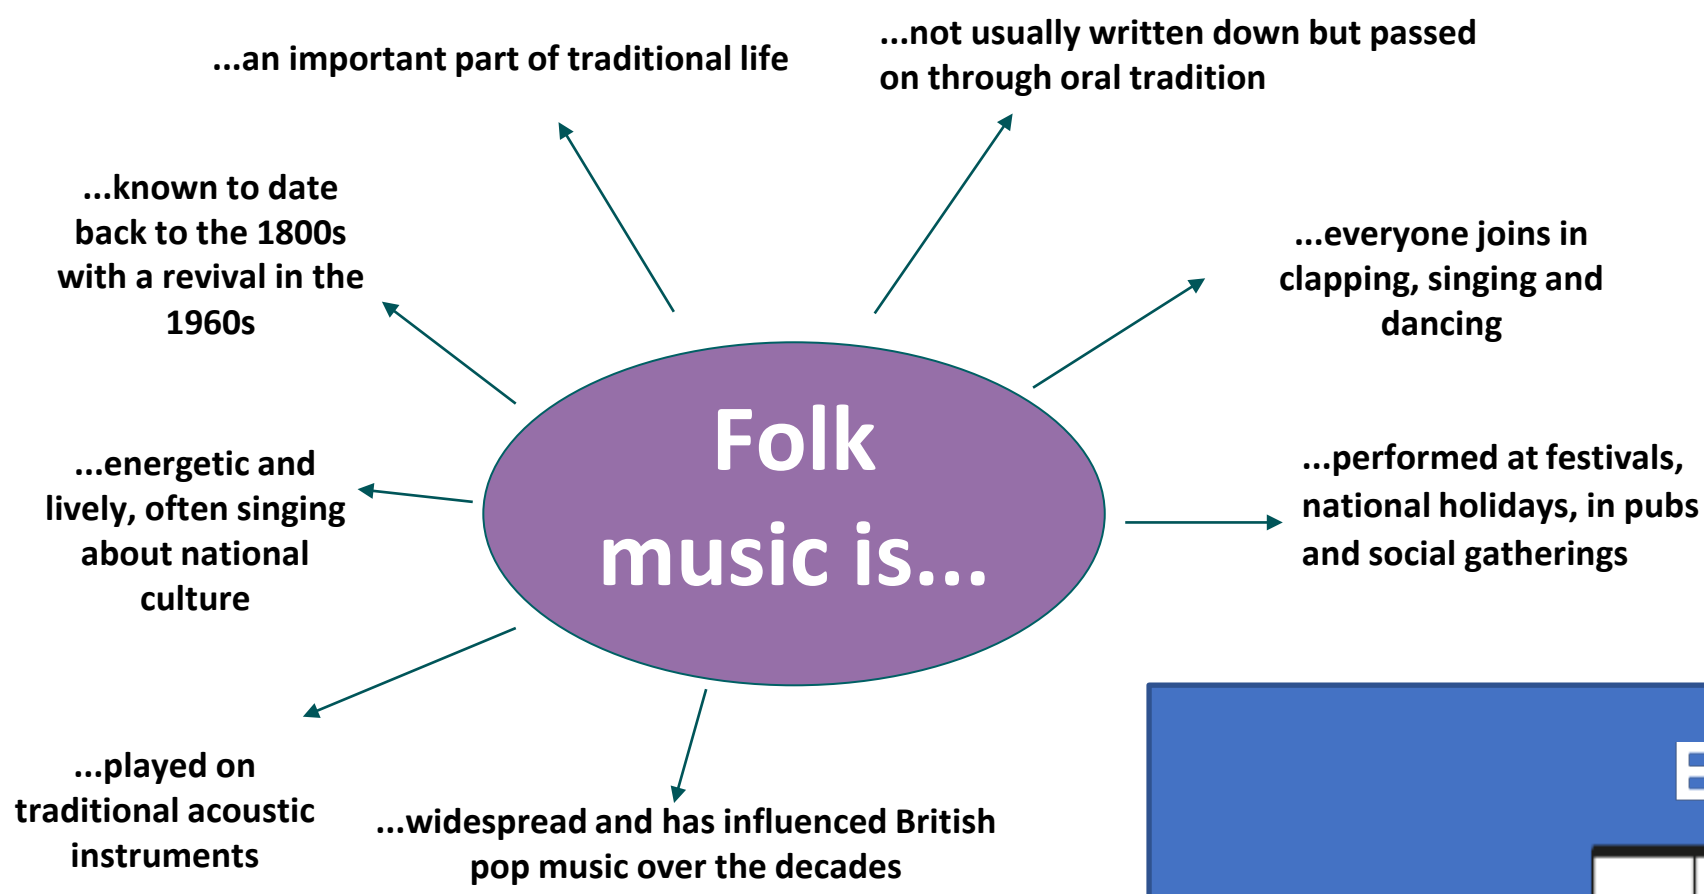 ...an important part of traditional life
...not usually written down but passed
on through oral tradition
...known to date
back to the 1800s
with a revival in the
1960s
...everyone joins in
clapping, singing and
dancing
Folk
music is...
...energetic and
lively, often singing
about national
culture
...performed at festivals,
national holidays, in pubs
and social gatherings
...played on
traditional acoustic
instruments
...widespread and has influenced British
pop music over the decades